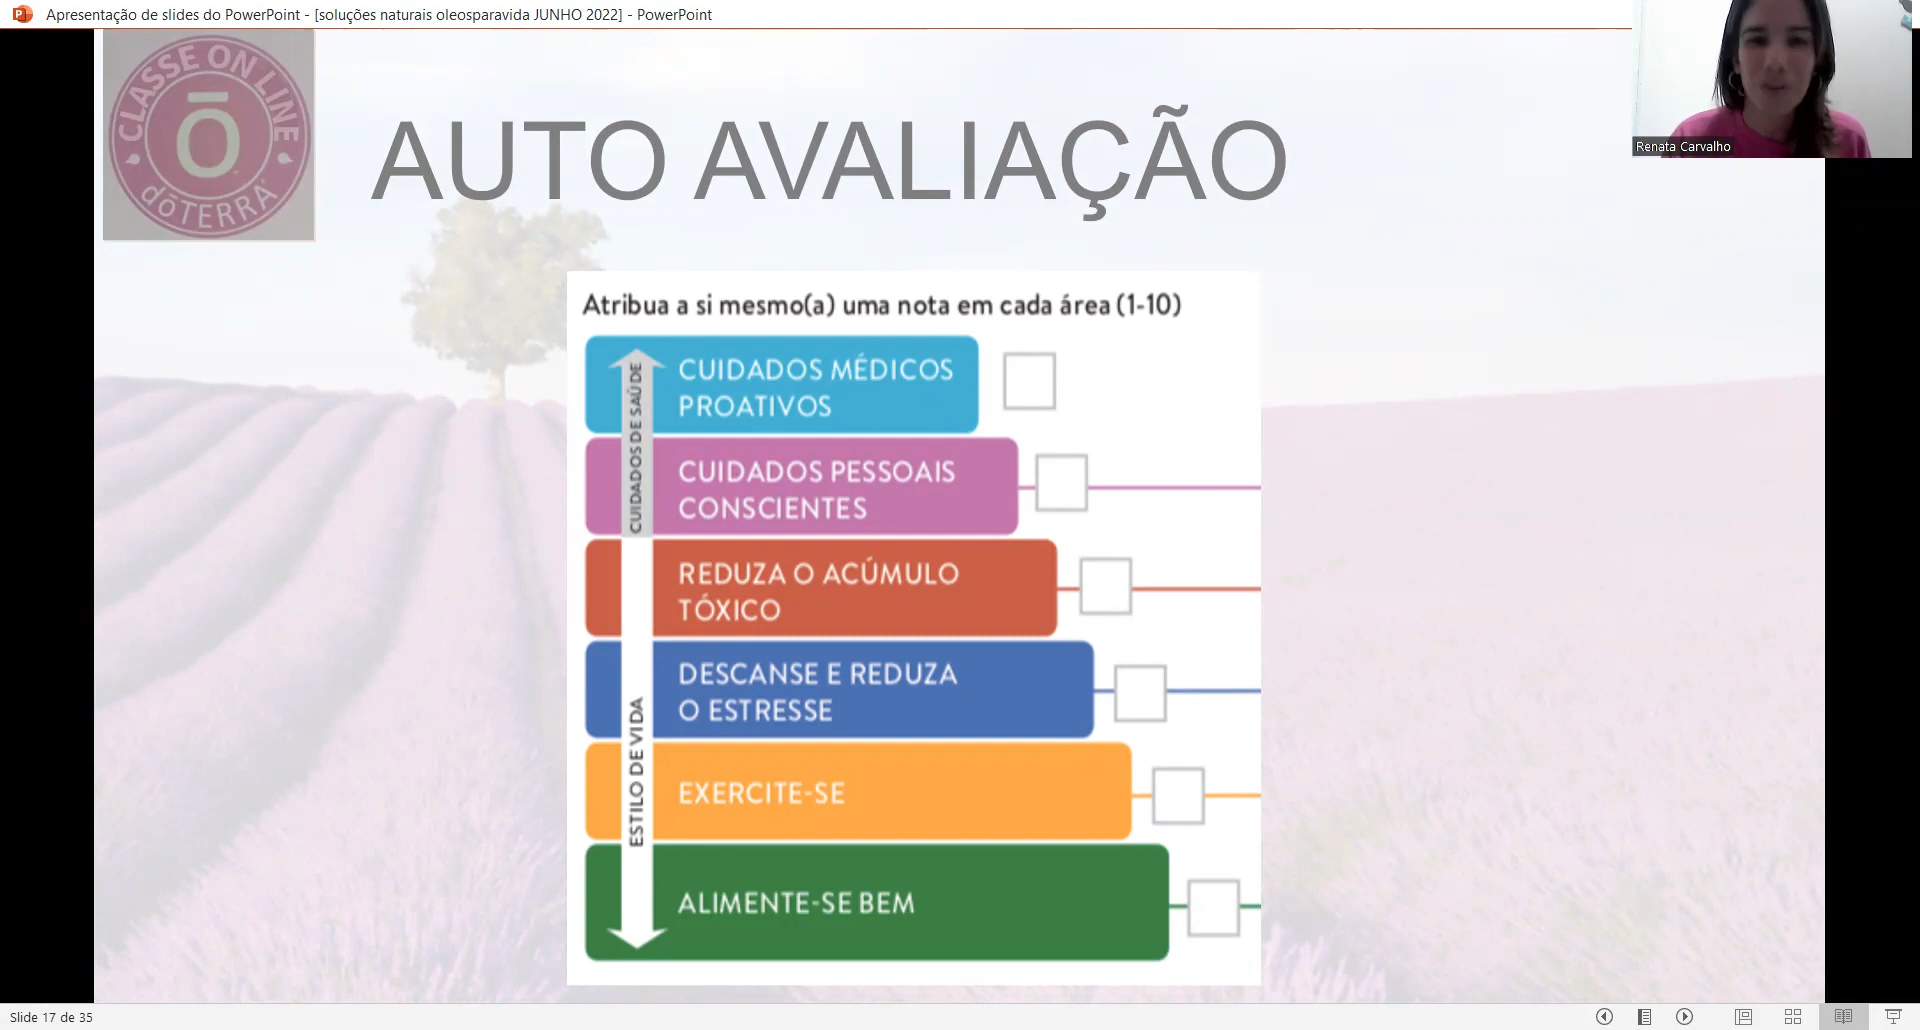 Apresentação de slides do PowerPoint - [soluções naturais oleosparavida JUNHO 2022] - PowerPoint
CLASSE ON LINE
dōTERRA
AUTO AVALIAÇÃO
Renata Carvalho
Atribua a si mesmo(a) uma nota em cada área (1-10)
CUIDADOS DE SAÚDE
CUIDADOS MÉDICOS
PROATIVOS
CUIDADOS PESSOAIS
CONSCIENTES
REDUZA O ACÚMULO
TÓXICO
ESTILO DE VIDA
DESCANSE E REDUZA
O ESTRESSE
EXERCITE-SE
ALIMENTE-SE BEM
Slide 17 de 35